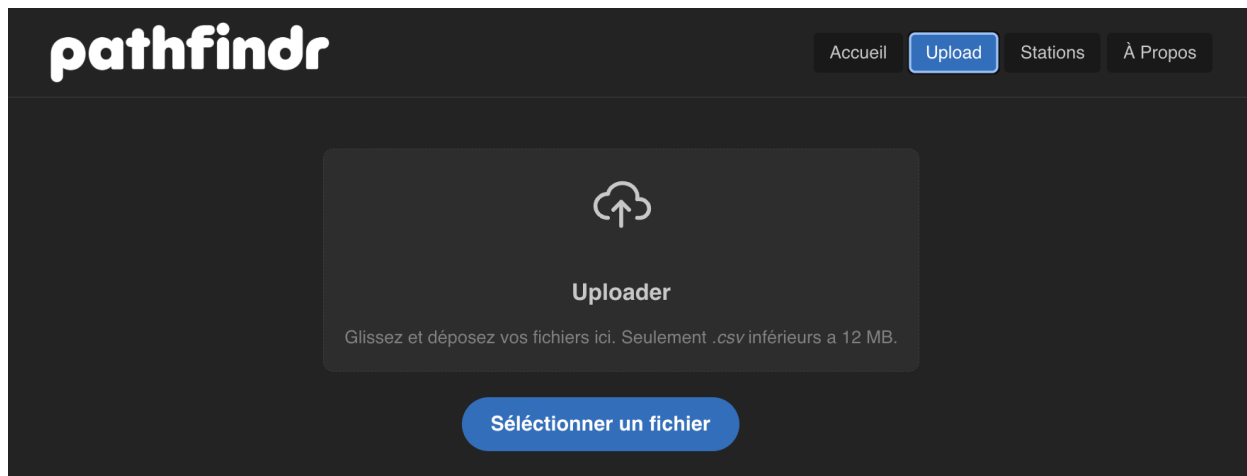 pathfindr
Accueil Upload Stations À Propos
Uploader
Glissez et déposez vos fichiers ici. Seulement .csv inférieurs a 12 MB.
Séléctionner un fichier